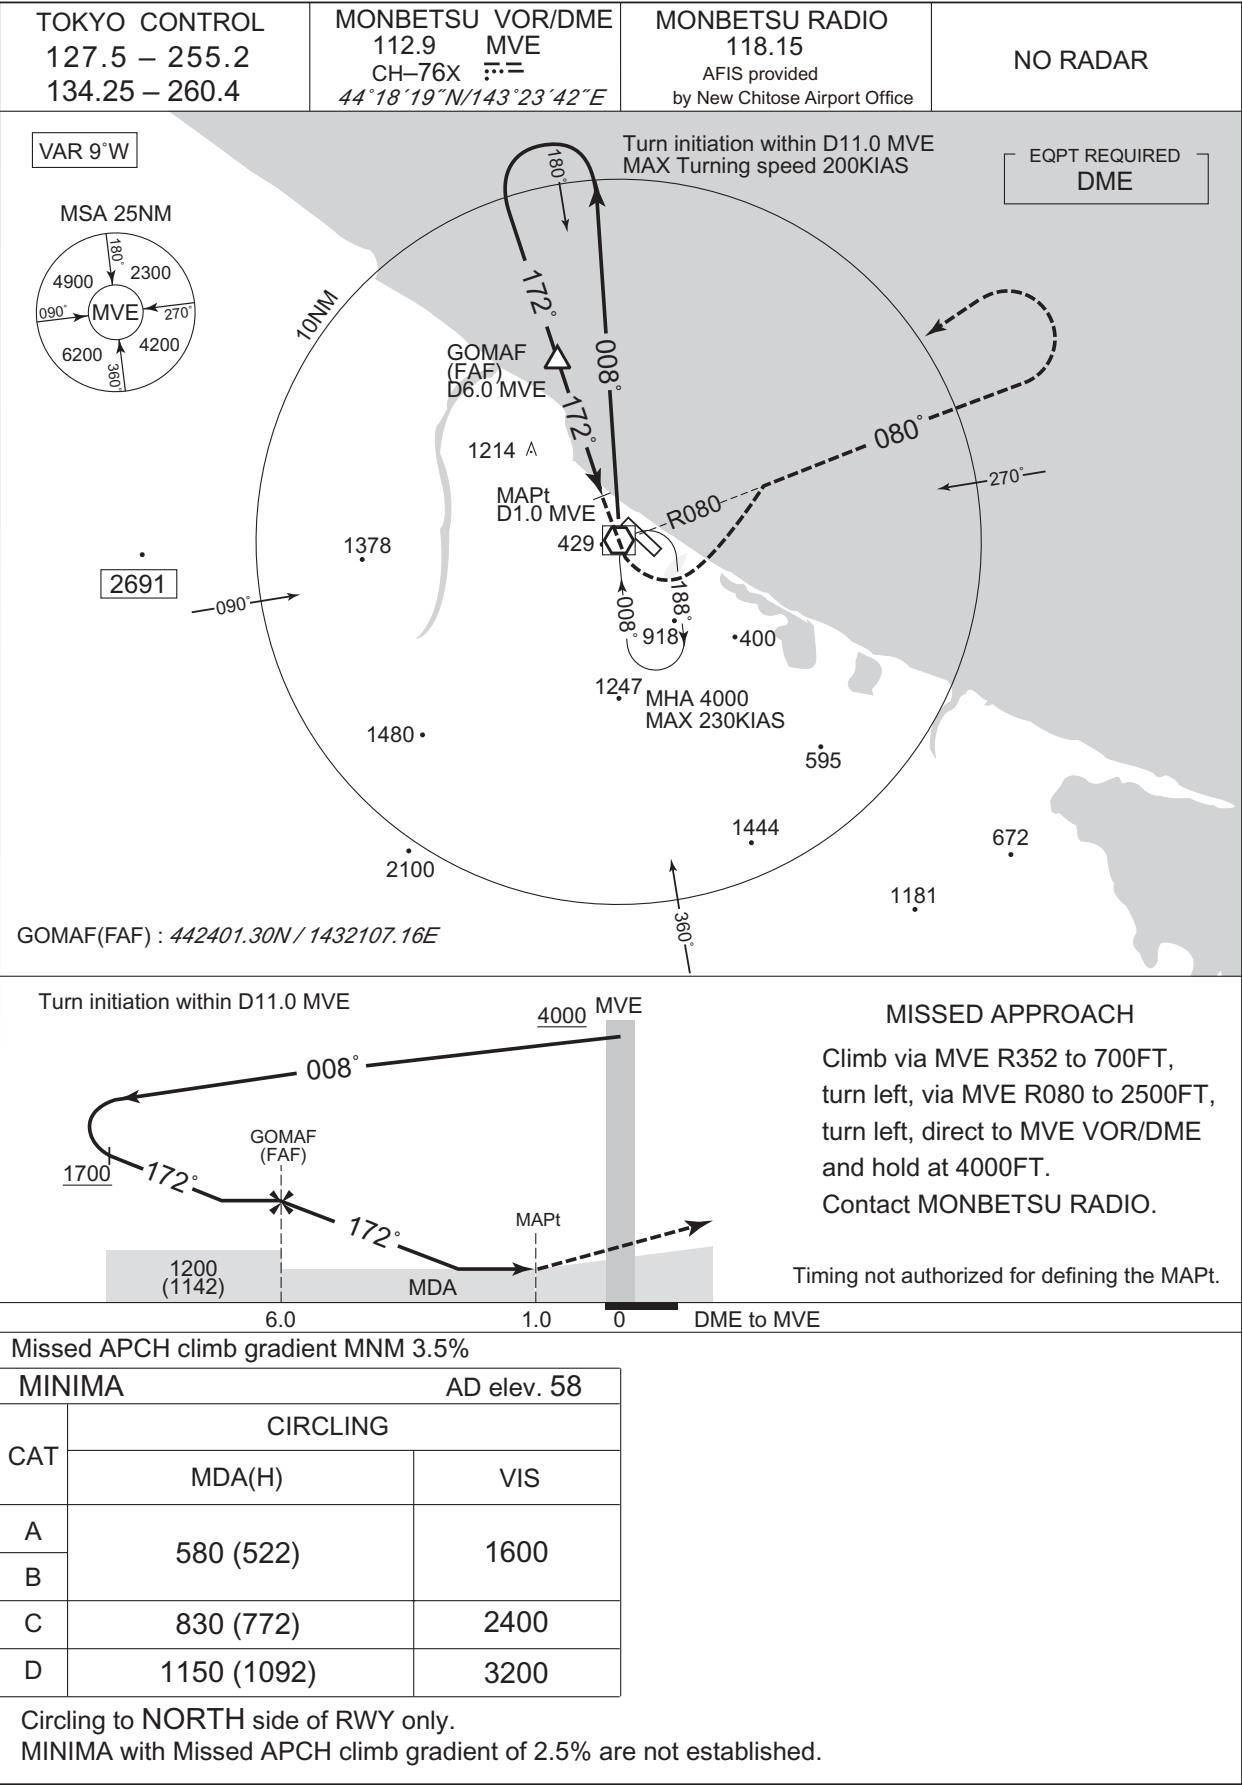 TOKYO CONTROL
127.5 – 255.2
134.25 – 260.4
MONBETSU VOR/DME
112.9 MVE
CH–76X
44°18´19˝N/143°23´42˝E
MONBETSU RADIO
118.15
AFIS provided
by New Chitose Airport Office
NO RADAR
VAR 9°W
Turn initiation within D11.0 MVE
MAX Turning speed 200KIAS
EQPT REQUIRED
DME
MSA 25NM
180°
4900
2300
090°
MVE
270°
6200
4200
360°
180°
10NM
172°
008°
GOMAF
(FAF)
D6.0 MVE
172°
080°
1214
270°
MAPt
D1.0 MVE
R080
429
1378
2691
090°
008°
188°
918
400
1247
MHA 4000
MAX 230KIAS
1480
595
1444
672
2100
1181
360°
GOMAF(FAF) : 442401.30N / 1432107.16E
Turn initiation within D11.0 MVE
4000
MVE
008°
GOMAF
(FAF)
1700
172°
172°
MAPt
1200
(1142)
MDA
6.0
1.0
0
DME to MVE
MISSED APPROACH
Climb via MVE R352 to 700FT,
turn left, via MVE R080 to 2500FT,
turn left, direct to MVE VOR/DME
and hold at 4000FT.
Contact MONBETSU RADIO.
Timing not authorized for defining the MAPt.
Missed APCH climb gradient MNM 3.5%
MINIMA AD elev. 58
CAT
CIRCLING
MDA(H) VIS
A
B
580 (522) 1600
C 830 (772) 2400
D 1150 (1092) 3200
Circling to NORTH side of RWY only.
MINIMA with Missed APCH climb gradient of 2.5% are not established.